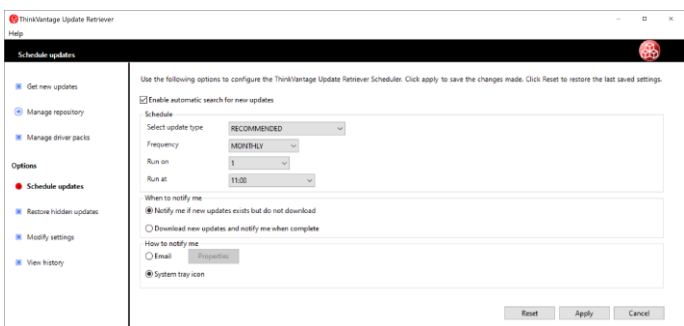 ThinkVantage Update Retriever
Help
Schedule updates
Get new updates
Manage repository
Manage driver packs
Options
Schedule updates
Restore hidden updates
Modify settings
View history
Use the following options to configure the ThinkVantage Update Retriever Scheduler. Click apply to save the changes made. Click Reset to restore the last saved settings.
Enable automatic search for new updates
Schedule
Select update type RECOMMENDED
Frequency MONTHLY
Run on 1
Run at 11:00
When to notify me
Notify me if new updates exists but do not download
Download new updates and notify me when complete
How to notify me
Email Properties
System tray icon
Reset Apply Cancel